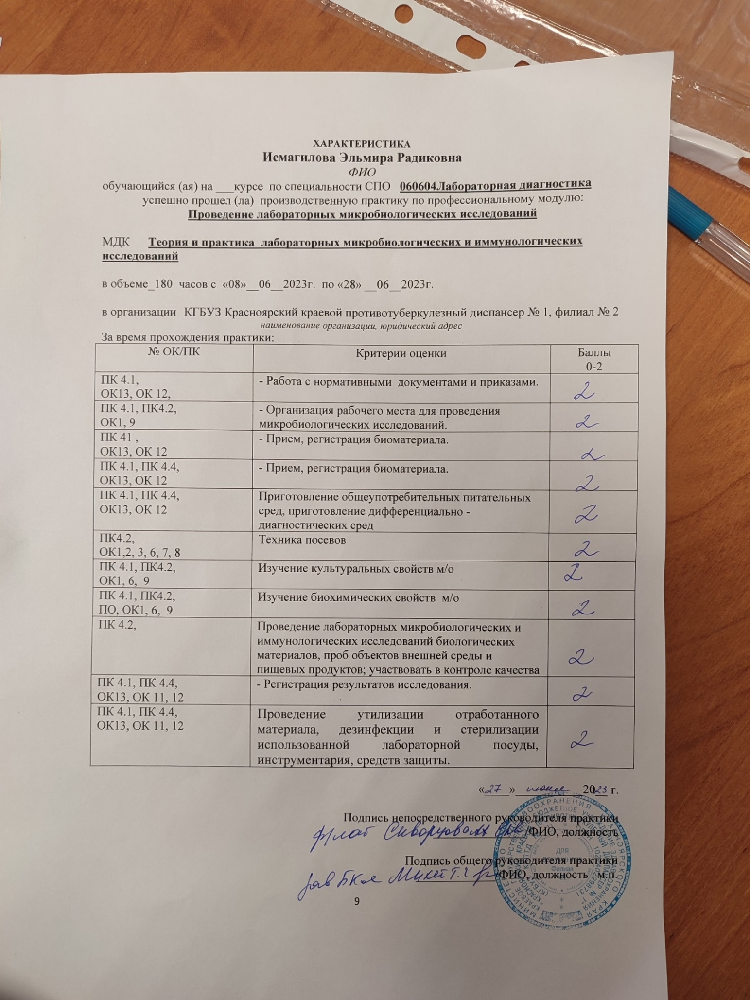 ХАРАКТЕРИСТИКА
Исмагилова Эльмира Радиковна
ФИО
обучающийся (ая) на ___курсе по специальности СПО 060604Лабораторная диагностика
успешно прошел (ла) производственную практику по профессиональному модулю:
Проведение лабораторных микробиологических исследований
МДК Теория и практика лабораторных микробиологических и иммунологических
исследований
в объеме_180 часов с «08»__06__2023г. по «28» __06__2023г.
в организации КГБУЗ Красноярский краевой противотуберкулезный диспансер № 1, филиал № 2
наименование организации, юридический адрес
За время прохождения практики:
№ ОК/ПК Критерии оценки Баллы
0-2
ПК 4.1, - Работа с нормативными документами и приказами. 2
ОК13, ОК 12,
ПК 4.1, ПК4.2, - Организация рабочего места для проведения 2
ОК1, 9 микробиологических исследований.
ПК 41 , - Прием, регистрация биоматериала. 2
ОК13, ОК 12
ПК 4.1, ПК 4.4, - Прием, регистрация биоматериала. 2
ОК13, ОК 12
ПК 4.1, ПК 4.4, Приготовление общеупотребительных питательных
ОК13, ОК 12 сред, приготовление дифференциально - 2
диагностических сред
ПК4.2, Техника посевов 2
ОК1,2, 3, 6, 7, 8
ПК 4.1, ПК4.2, Изучение культуральных свойств м/о 2
ОК1, 6, 9
ПК 4.1, ПК4.2, Изучение биохимических свойств м/о 2
ПО, ОК1, 6, 9
ПК 4.2, Проведение лабораторных микробиологических и
иммунологических исследований биологических
материалов, проб объектов внешней среды и 2
пищевых продуктов; участвовать в контроле качества
ПК 4.1, ПК 4.4, - Регистрация результатов исследования. 2
ОК13, ОК 11, 12
ПК 4.1, ПК 4.4, Проведение утилизации отработанного
ОК13, ОК 11, 12 материала, дезинфекции и стерилизации
использованной лабораторной посуды, 2
инструментария, средств защиты.
«27» июня 2023 г.
Подпись непосредственного руководителя практики
Скворцова /ФИО, должность
Подпись общего руководителя практики
зав ФИО, должность м.п.
9
МИНИСТЕРСТВО ЗДРАВООХРАНЕНИЯ КРАСНОЯРСКОГО КРАЯ
ОГРН 1022402298731
ДЛЯ
Филиал